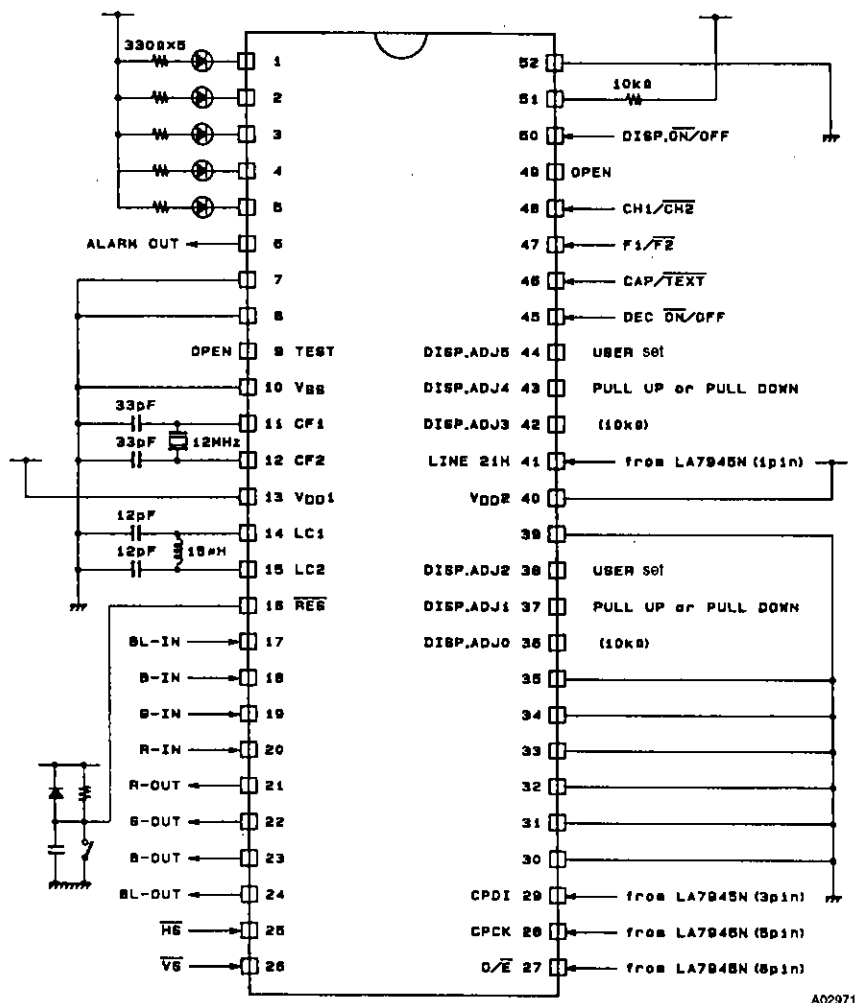 330Ω×5
1
2
3
4
5
ALARM OUT 6
7
8
OPEN 9 TEST
10 VSS
33pF
11 CF1
33pF 12MHz
12 CF2
13 VDD1
12pF
14 LC1
12pF 15μH
15 LC2
16 RES
BL-IN 17
B-IN 18
G-IN 19
R-IN 20
R-OUT 21
G-OUT 22
B-OUT 23
BL-OUT 24
HS 25
VS 26
52
10kΩ
51
50 DISP.ON/OFF
49 OPEN
48 CH1/CH2
47 F1/F2
46 CAP/TEXT
45 DEC ON/OFF
DISP.ADJ5 44 USER set
DISP.ADJ4 43 PULL UP or PULL DOWN
DISP.ADJ3 42 (10kΩ)
LINE 21H 41 from LA7945N (1pin)
VDD2 40
39
DISP.ADJ2 38 USER set
DISP.ADJ1 37 PULL UP or PULL DOWN
DISP.ADJ0 36 (10kΩ)
35
34
33
32
31
30
CPDI 29 from LA7945N (3pin)
CPCK 28 from LA7945N (5pin)
O/E 27 from LA7945N (6pin)
A02971